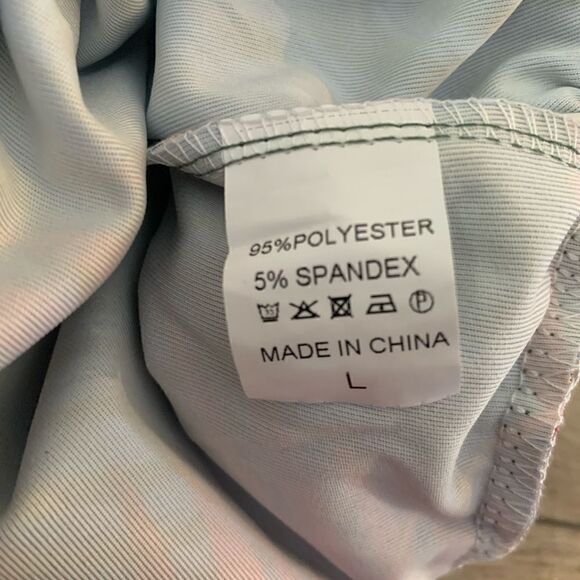 95%POLYESTER
5% SPANDEX
MADE IN CHINA
L